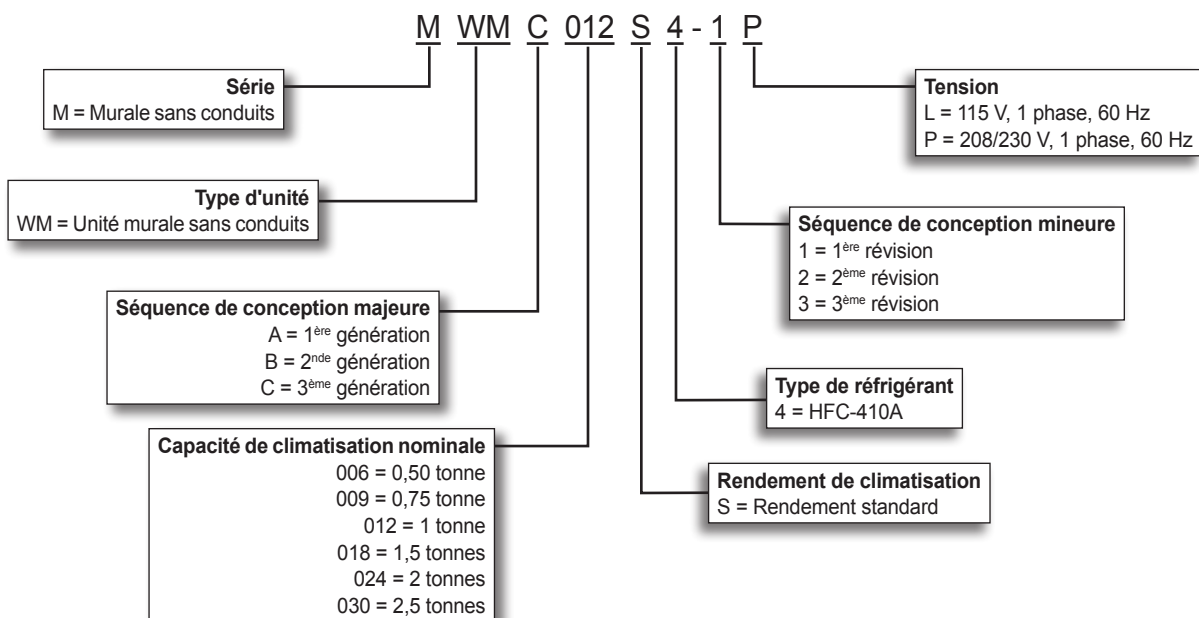 M WM C 012 S 4 - 1 P
Série
M = Murale sans conduits
Type d'unité
WM = Unité murale sans conduits
Séquence de conception majeure
A = 1ère génération
B = 2nde génération
C = 3ème génération
Capacité de climatisation nominale
006 = 0,50 tonne
009 = 0,75 tonne
012 = 1 tonne
018 = 1,5 tonnes
024 = 2 tonnes
030 = 2,5 tonnes
Tension
L = 115 V, 1 phase, 60 Hz
P = 208/230 V, 1 phase, 60 Hz
Séquence de conception mineure
1 = 1ère révision
2 = 2ème révision
3 = 3ème révision
Type de réfrigérant
4 = HFC-410A
Rendement de climatisation
S = Rendement standard